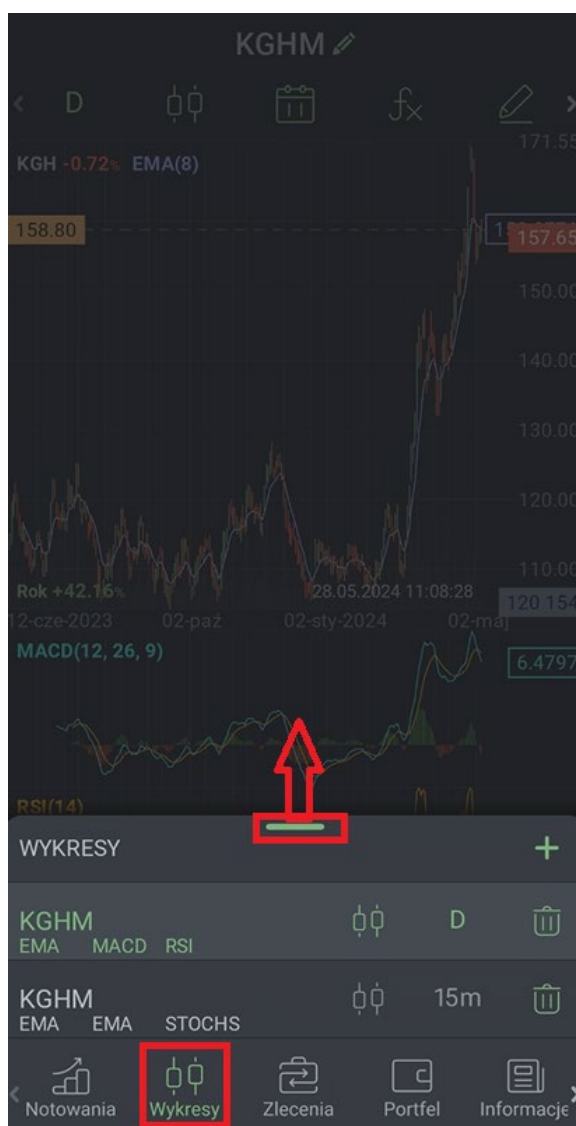 KGHM
D
fx
171.55
KGH -0.72% EMA(8)
158.80
157.65
150.00
140.00
130.00
120.00
110.00
Rok +42.16%
28.05.2024 11:08:28
120.154
12-cze-2023 02-paź 02-sty-2024 02-maj
MACD(12, 26, 9)
6.4797
RSI(14)
WYKRESY
+
KGHM
D
EMA MACD RSI
KGHM
15m
EMA EMA STOCHS
Notowania Wykresy Zlecenia Portfel Informacje